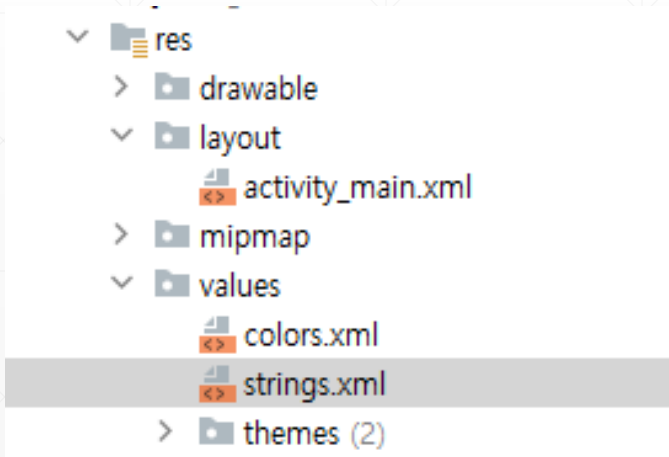 res
drawable
layout
activity_main.xml
mipmap
values
colors.xml
strings.xml
themes (2)